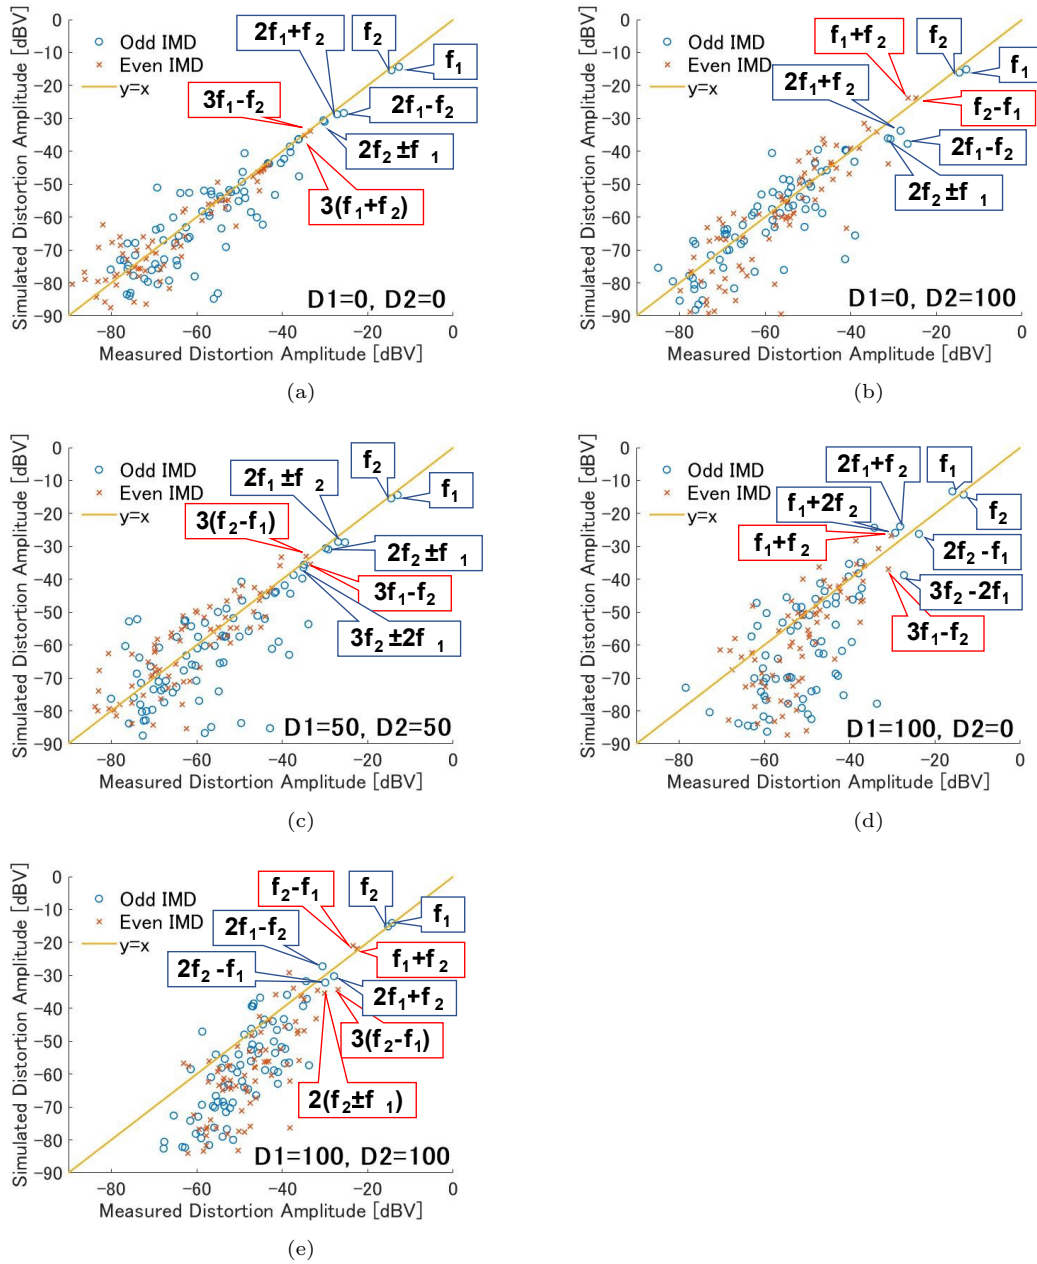 Simulated Distortion Amplitude [dBV]
0
−10
−20
−30
−40
−50
−60
−70
−80
−90
Odd IMD
Even IMD
y=x
2f1+f2
f2
f1
3f1-f2
2f1-f2
2f2±f1
3(f1+f2)
D1=0, D2=0
−80
−60
−40
−20
0
Measured Distortion Amplitude [dBV]
(a)
Simulated Distortion Amplitude [dBV]
0
−10
−20
−30
−40
−50
−60
−70
−80
−90
Odd IMD
Even IMD
y=x
f1+f2
f2
f1
2f1+f2
f2-f1
2f1-f2
2f2±f1
D1=0, D2=100
−80
−60
−40
−20
0
Measured Distortion Amplitude [dBV]
(b)
Simulated Distortion Amplitude [dBV]
0
−10
−20
−30
−40
−50
−60
−70
−80
−90
Odd IMD
Even IMD
y=x
2f1±f2
f2
f1
3(f2-f1)
2f2±f1
3f1-f2
3f2±2f1
D1=50, D2=50
−80
−60
−40
−20
0
Measured Distortion Amplitude [dBV]
(c)
Simulated Distortion Amplitude [dBV]
0
−10
−20
−30
−40
−50
−60
−70
−80
−90
Odd IMD
Even IMD
y=x
2f1+f2
f1
f1+2f2
f2
f1+f2
2f2-f1
3f2-2f1
3f1-f2
D1=100, D2=0
−80
−60
−40
−20
0
Measured Distortion Amplitude [dBV]
(d)
Simulated Distortion Amplitude [dBV]
0
−10
−20
−30
−40
−50
−60
−70
−80
−90
Odd IMD
Even IMD
y=x
f2-f1
f2
f1
2f1-f2
f1+f2
2f2-f1
2f1+f2
3(f2-f1)
2(f2±f1)
D1=100, D2=100
−80
−60
−40
−20
0
Measured Distortion Amplitude [dBV]
(e)